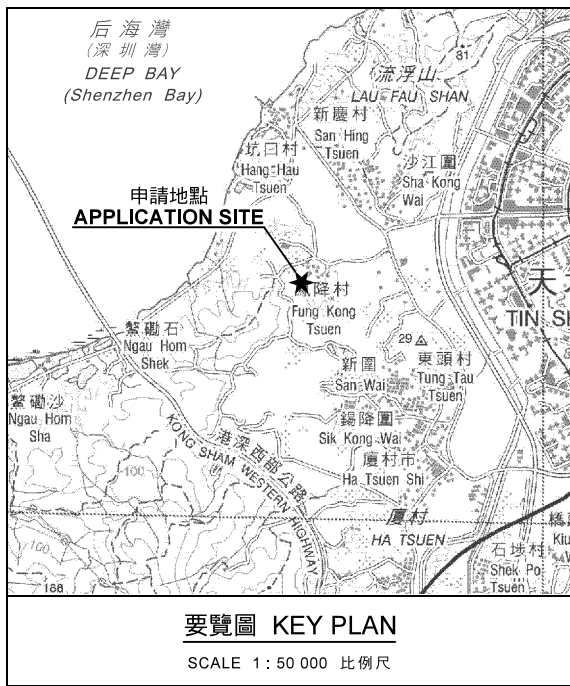 后海灣
(深圳灣)
DEEP BAY
(Shenzhen Bay)
流浮山
81
LAU FAU SHAN
新慶村
San Hing
Tsuen
坑口村
Hang Hau
Tsuen
沙江圍
Sha Kong
Wai
申請地點
APPLICATION SITE
天
TIN SH
降村
Fung Kong
Tsuen
鰲磡石
Ngau Hom
Shek
29
東頭村
Tung Tau
Tsuen
新圍
San Wai
鰲磡沙
Ngau Hom
Sha
港深西部公路
KONG SHAM WESTERN HIGHWAY
錫降圍
Sik Kong Wai
廈村市
Ha Tsuen Shi
100
廈村
HA TSUEN
橋
Kiu
W
100
石埗村
Shek Po
Tsuen
188
要覽圖 KEY PLAN
SCALE 1 : 50 000 比例尺